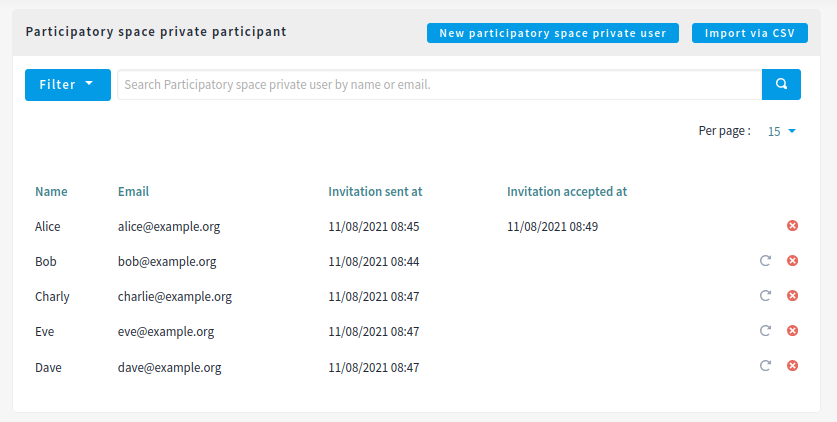 Participatory space private participant New participatory space private user Import via CSV
Filter Search Participatory space private user by name or email.
Per page : 15
Name Email Invitation sent at Invitation accepted at
Alice alice@example.org 11/08/2021 08:45 11/08/2021 08:49
Bob bob@example.org 11/08/2021 08:44
Charly charlie@example.org 11/08/2021 08:47
Eve eve@example.org 11/08/2021 08:47
Dave dave@example.org 11/08/2021 08:47